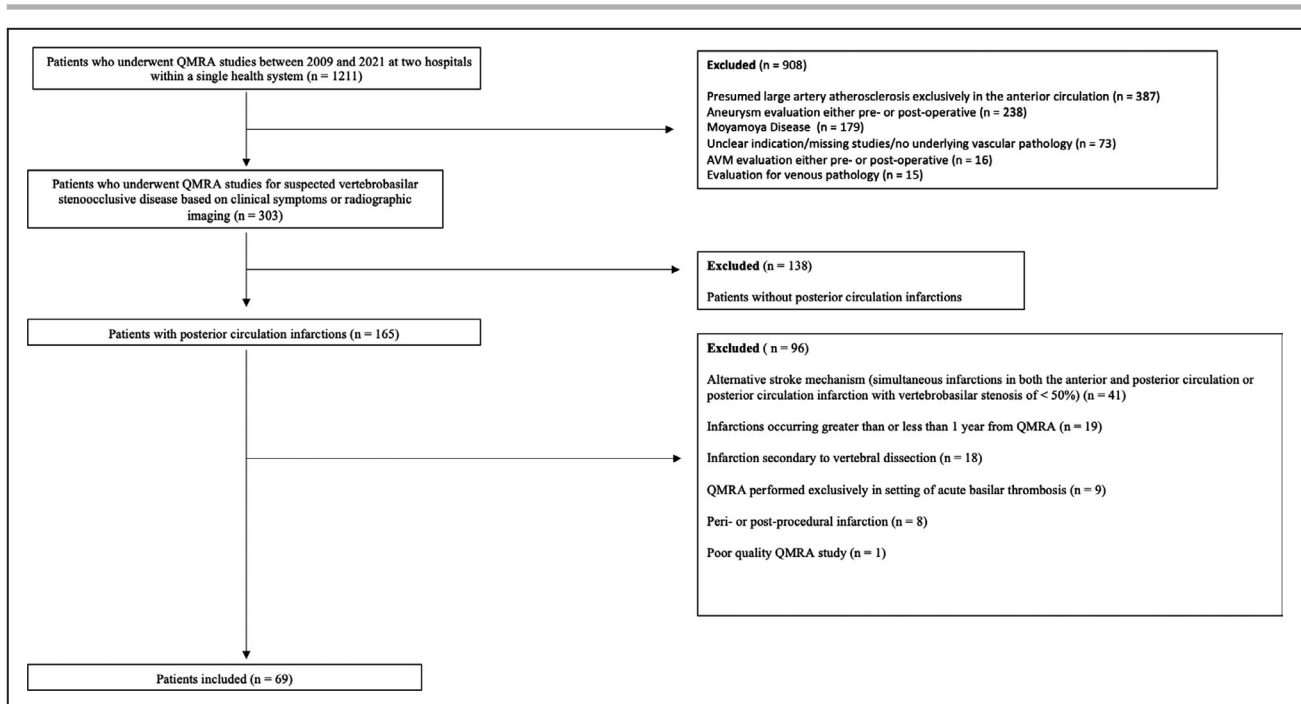 Patients who underwent QMRA studies between 2009 and 2021 at two hospitals
within a single health system (n = 1211)
Excluded (n = 908)
Presumed large artery atherosclerosis exclusively in the anterior circulation (n = 387)
Aneurysm evaluation either pre- or post-operative (n = 238)
Moyamoya Disease (n = 179)
Unclear indication/missing studies/no underlying vascular pathology (n = 73)
AVM evaluation either pre- or post-operative (n = 16)
Evaluation for venous pathology (n = 15)
Patients who underwent QMRA studies for suspected vertebrobasilar
stenoocclusive disease based on clinical symptoms or radiographic
imaging (n = 303)
Excluded (n = 138)
Patients without posterior circulation infarctions
Patients with posterior circulation infarctions (n = 165)
Excluded ( n = 96)
Alternative stroke mechanism (simultaneous infarctions in both the anterior and posterior circulation or
posterior circulation infarction with vertebrobasilar stenosis of < 50%) (n = 41)
Infarctions occurring greater than or less than 1 year from QMRA (n = 19)
Infarction secondary to vertebral dissection (n = 18)
QMRA performed exclusively in setting of acute basilar thrombosis (n = 9)
Peri- or post-procedural infarction (n = 8)
Poor quality QMRA study (n = 1)
Patients included (n = 69)